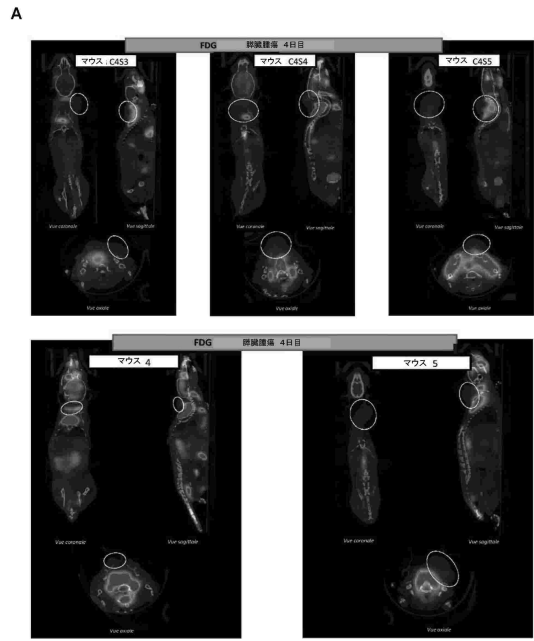 A
FDG 膵臓腫瘍 4日目
マウス : C4S3
マウス C4S4
マウス C4S5
Vue coronale
Vue sagittale
Vue coronale
Vue sagittale
Vue coronale
Vue sagittale
Vue axiale
Vue axiale
Vue axiale
FDG 膵臓腫瘍 4日目
マウス 4
マウス 5
Vue coronale
Vue sagittale
Vue coronale
Vue sagittale
Vue axiale
Vue axiale